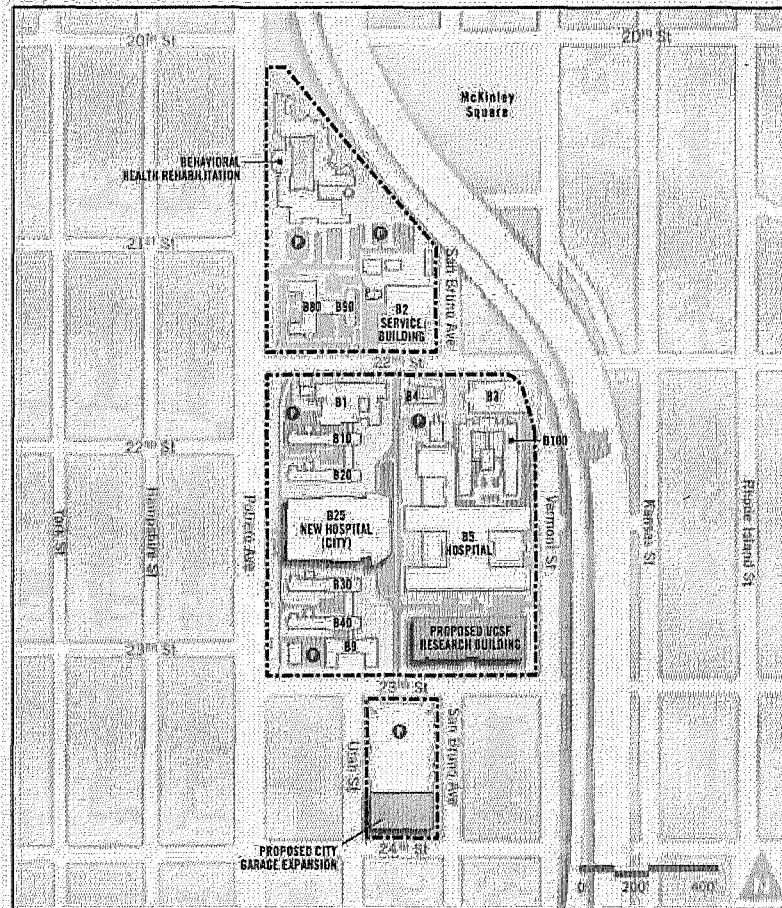 20TH St
20TH St
McKinley
Square
BEHAVIORAL
HEALTH REHABILITATION
P
P
21ST St
San Bruno Ave
B80
B90
B2
SERVICE
BUILDING
22ND St
B1
B4
B3
P
P
B10
B100
22ND St
B20
B25
NEW HOSPITAL
(CITY)
B5
HOSPITAL
York St
Hampshire St
Potrero Ave
Vermont St
Kansas St
Rhode Island St
B30
B40
PROPOSED UCSF
RESEARCH BUILDING
23RD St
B9
P
23RD St
P
Utah St
San Bruno Ave
PROPOSED CITY
GARAGE EXPANSION
24TH St
0
200'
400'